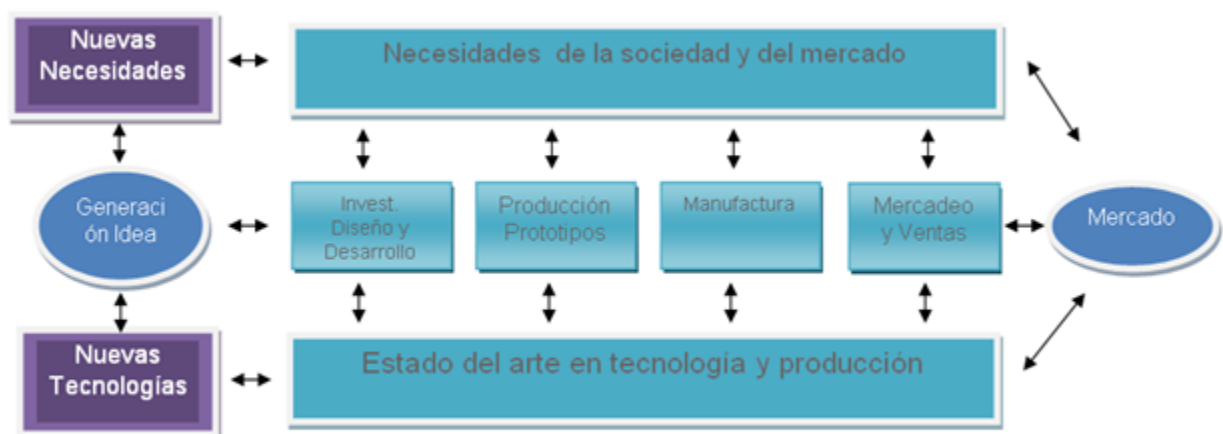 Nuevas
Necesidades
Necesidades de la sociedad y del mercado
Generaci
ón Idea
Invest.
Diseño y
Desarrollo
Producción
Prototipos
Manufactura
Mercadeo
y Ventas
Mercado
Nuevas
Tecnologías
Estado del arte en tecnología y producción